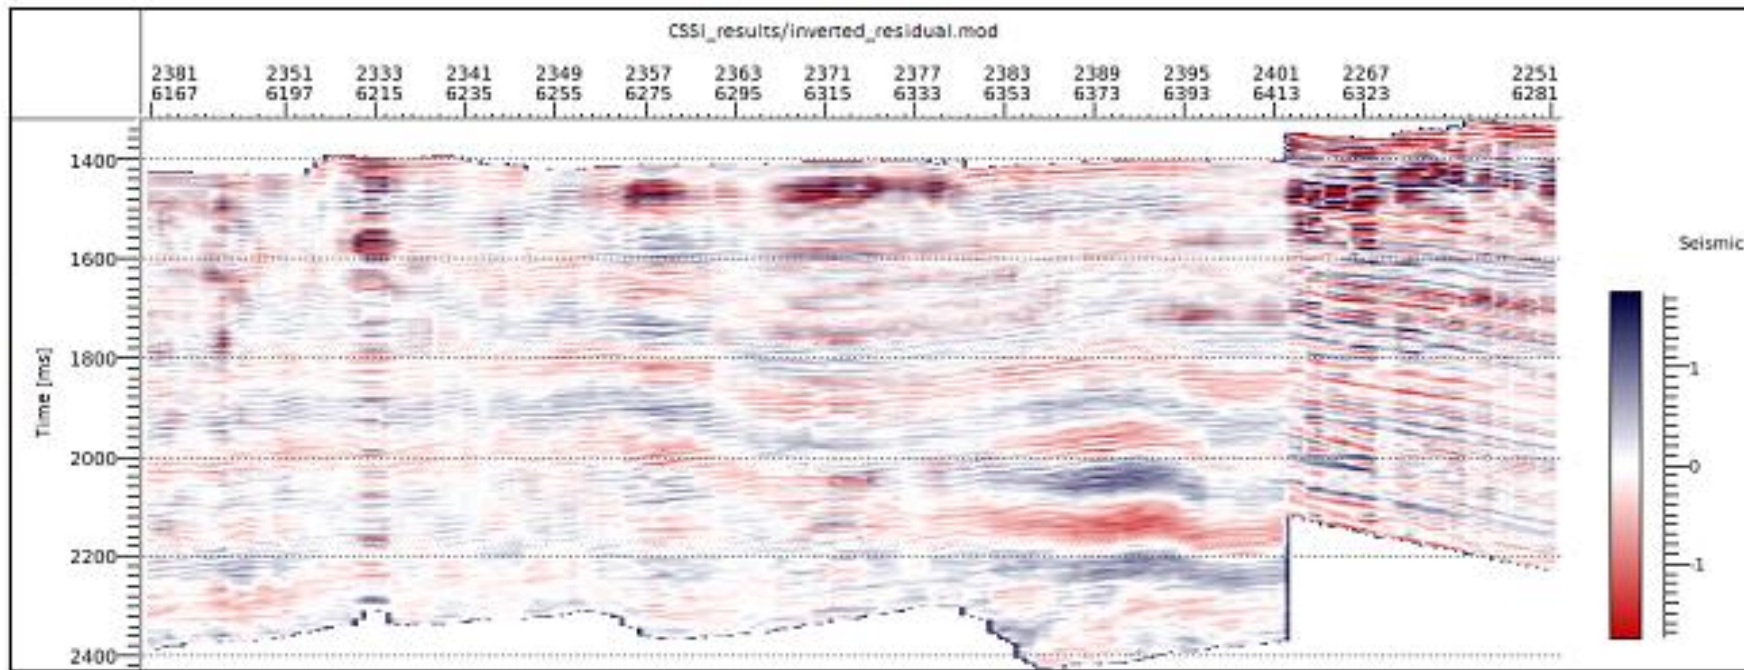 CSSI_results/inverted_residual.mod
2381 2351 2333 2341 2349 2357 2363 2371 2377 2383 2389 2395 2401 2267 2251
6167 6197 6215 6235 6255 6275 6295 6315 6333 6353 6373 6393 6413 6323 6281
1400
1600
1800
2000
2200
2400
Time [ms]
Seismic
1
0
-1